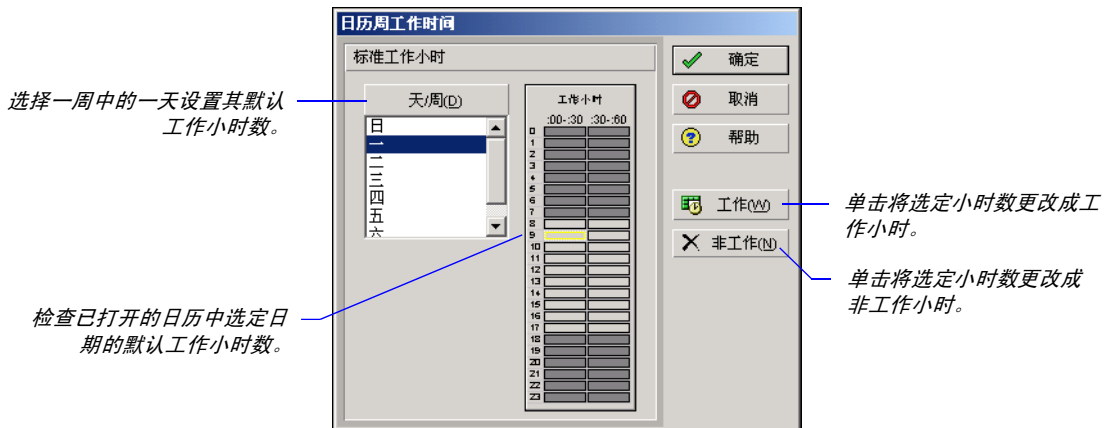 日历周工作时间
标准工作小时
天/周(D)
日
一
二
三
四
五
六
工作小时
:00-:30 :30-:60
0
1
2
3
4
5
6
7
8
9
10
11
12
13
14
15
16
17
18
19
20
21
22
23
确定
取消
帮助
工作(W)
非工作(N)
选择一周中的一天设置其默认
工作小时数。
检查已打开的日历中选定日
期的默认工作小时数。
单击将选定小时数更改成工
作小时。
单击将选定小时数更改成
非工作小时。